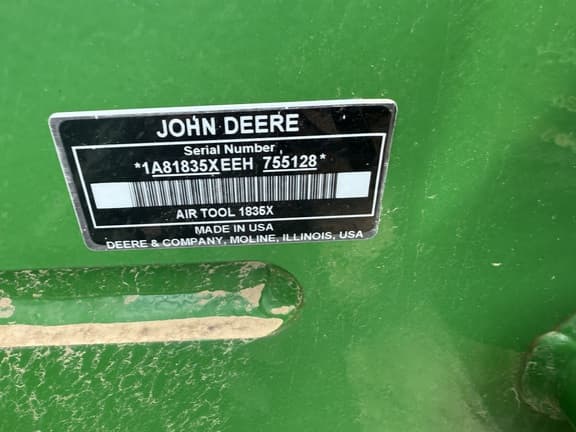 JOHN DEERE
Serial Number
*1A81835XEEH 755128*
AIR TOOL 1835X
MADE IN USA
DEERE & COMPANY, MOLINE, ILLINOIS, USA